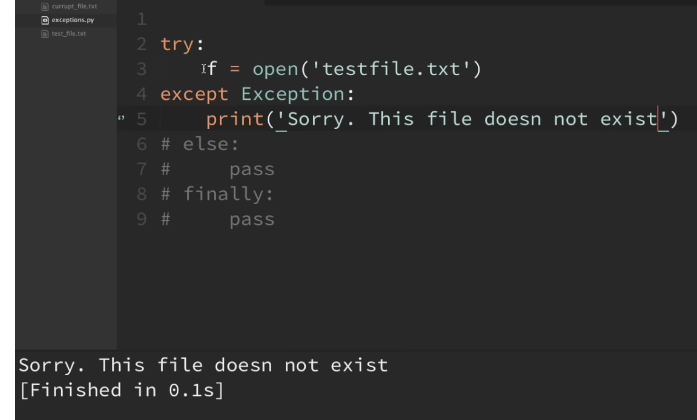 currupt_file.txt
exceptions.py
test_file.txt
1
2 try:
3     f = open('testfile.txt')
4 except Exception:
5     print('Sorry. This file doesn not exist')
6 # else:
7 #     pass
8 # finally:
9 #     pass
Sorry. This file doesn not exist
[Finished in 0.1s]